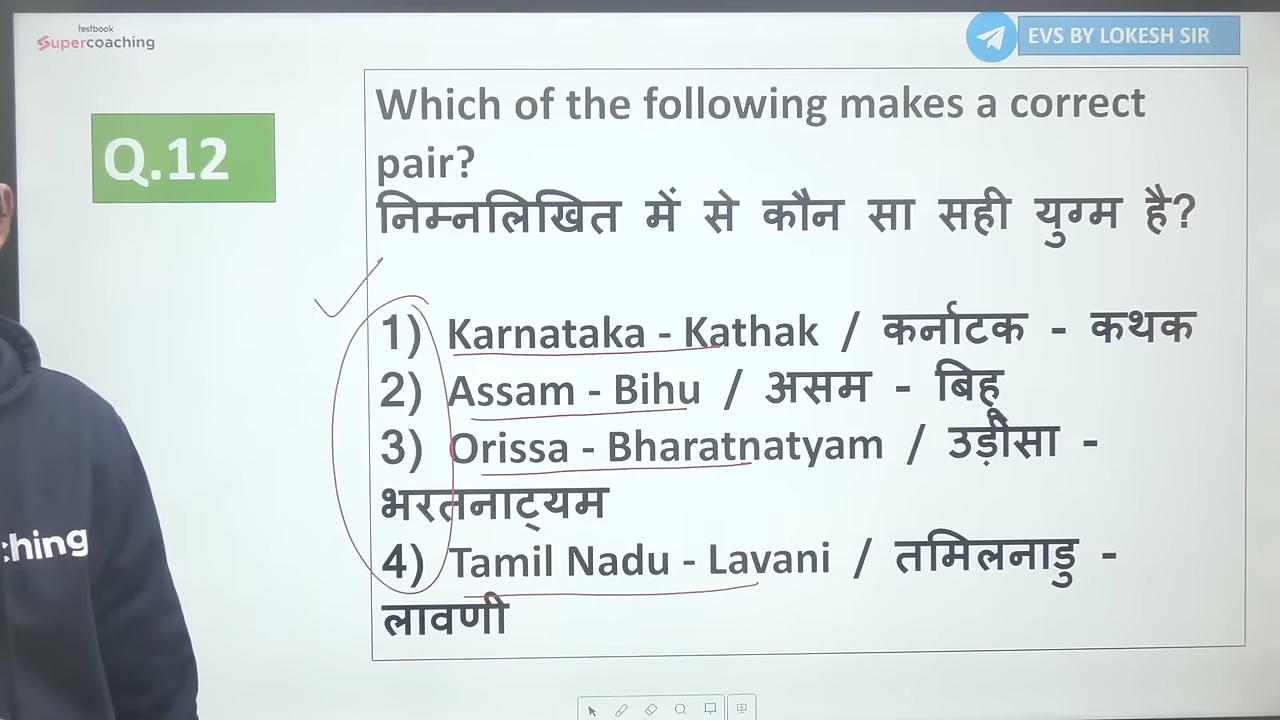 testbook
Supercoaching
EVS BY LOKESH SIR
Q.12
Which of the following makes a correct
pair?
निम्नलिखित में से कौन सा सही युग्म है?
1) Karnataka - Kathak / कर्नाटक - कथक
2) Assam - Bihu / असम - बिहू
3) Orissa - Bharatnatyam / उड़ीसा -
भरतनाट्यम
4) Tamil Nadu - Lavani / तमिलनाडु -
लावणी
ching